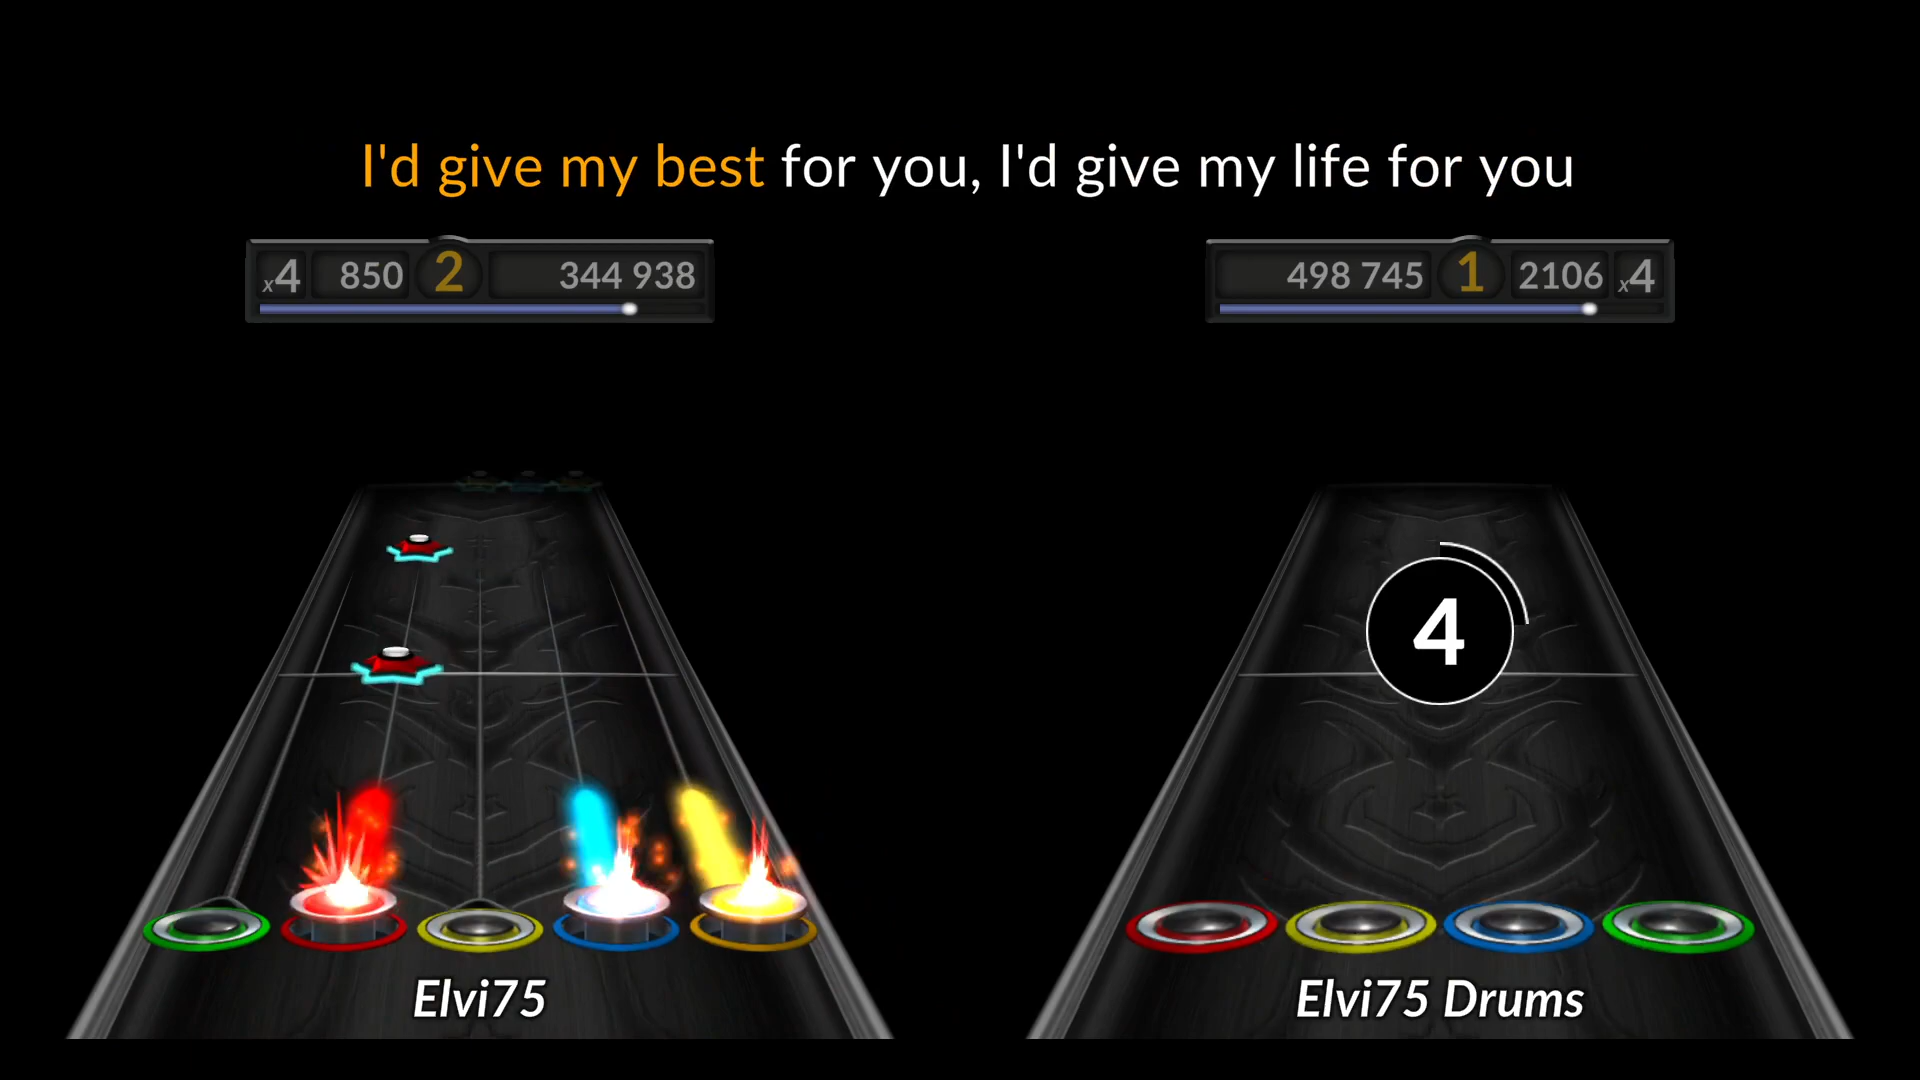 I'd give my best for you, I'd give my life for you
x4 850 2 344 938
498 745 1 2106 x4
4
Elvi75
Elvi75 Drums